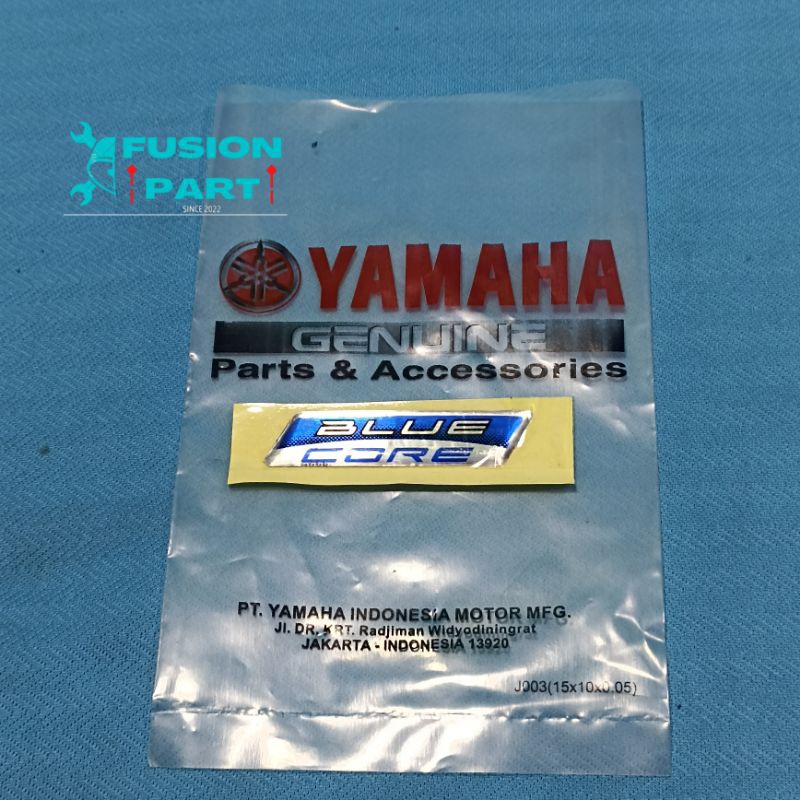 FUSION
PART
SINCE 2022
YAMAHA
GENUINE
Parts & Accessories
BLUE
CORE
PT. YAMAHA INDONESIA MOTOR MFG.
Jl. DR. KRT. Radjiman Widyodiningrat
JAKARTA - INDONESIA 13920
J003(15x10x0.05)